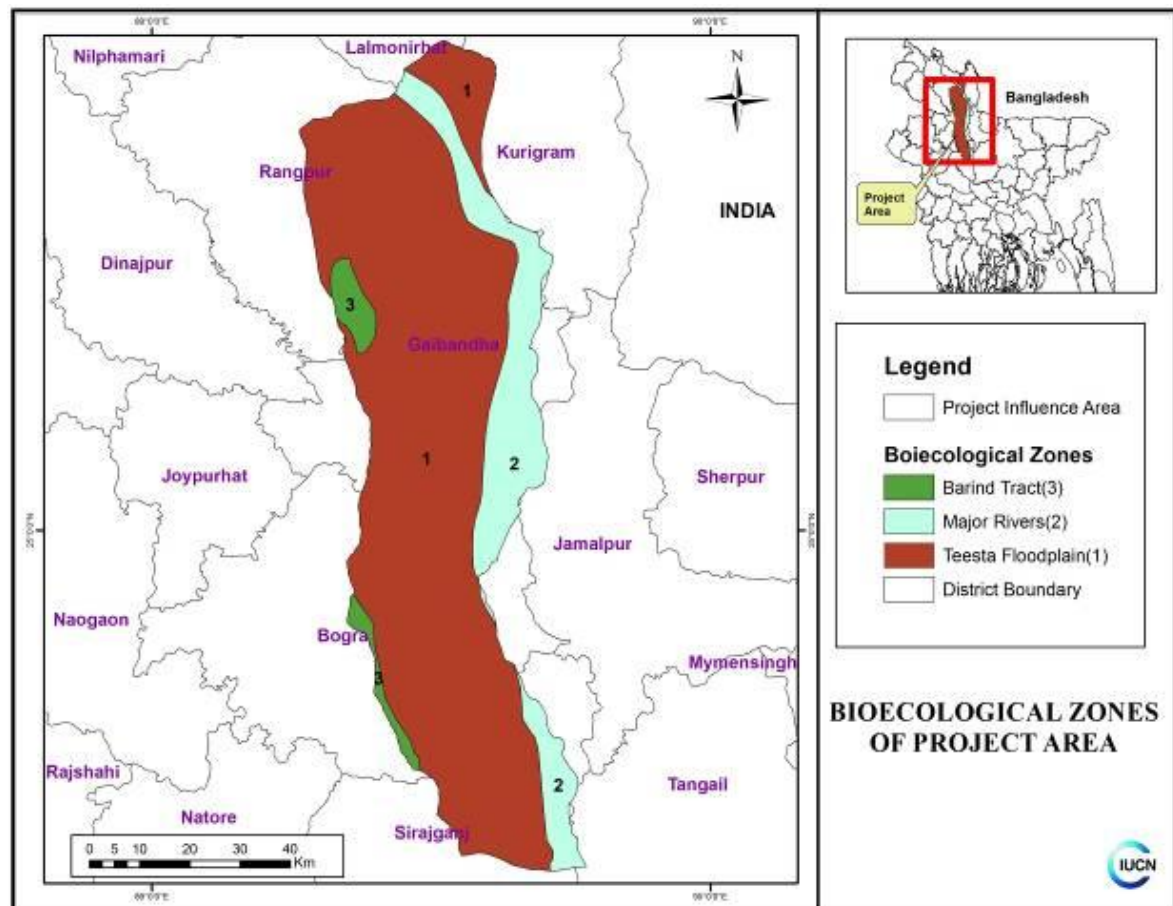 Nilphamari
Lalmonirhat
N
1
Kurigram
Rangpur
INDIA
Dinajpur
3
Gaibandha
1
2
Joypurhat
Sherpur
Jamalpur
Naogaon
Bogra
Mymensingh
3
Rajshahi
2
Tangail
Natore
Sirajganj
0 5 10 20 30 40
Km
Bangladesh
Project
Area
Legend
Project Influence Area
Boiecological Zones
Barind Tract(3)
Major Rivers(2)
Teesta Floodplain(1)
District Boundary
BIOECOLOGICAL ZONES
OF PROJECT AREA
IUCN